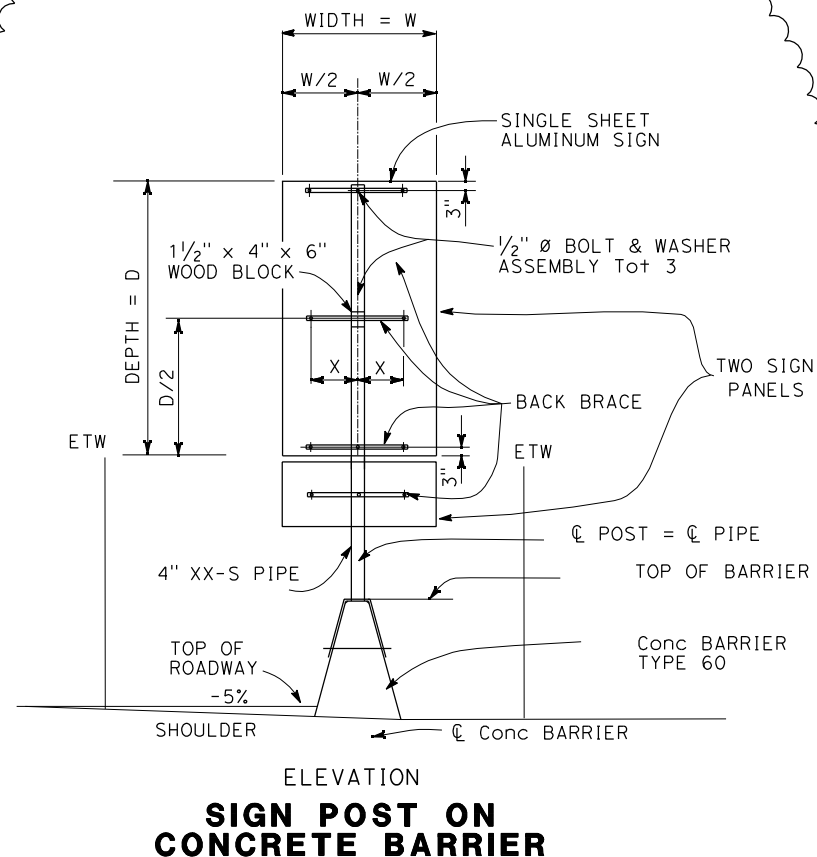 WIDTH = W
W/2 W/2
SINGLE SHEET
ALUMINUM SIGN
3"
1½" x 4" x 6"
WOOD BLOCK
½" Ø BOLT & WASHER
ASSEMBLY Tot 3
DEPTH = D
D/2
X X
TWO SIGN
PANELS
BACK BRACE
ETW
ETW
3"
℄ POST = ℄ PIPE
4" XX-S PIPE
TOP OF BARRIER
TOP OF
ROADWAY
Conc BARRIER
TYPE 60
-5%
SHOULDER
℄ Conc BARRIER
ELEVATION
SIGN POST ON
CONCRETE BARRIER